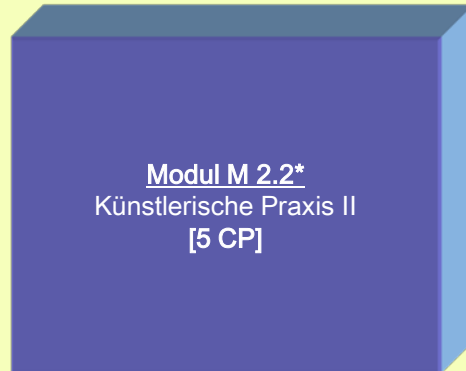 Modul M 2.2*
Künstlerische Praxis II
[5 CP]